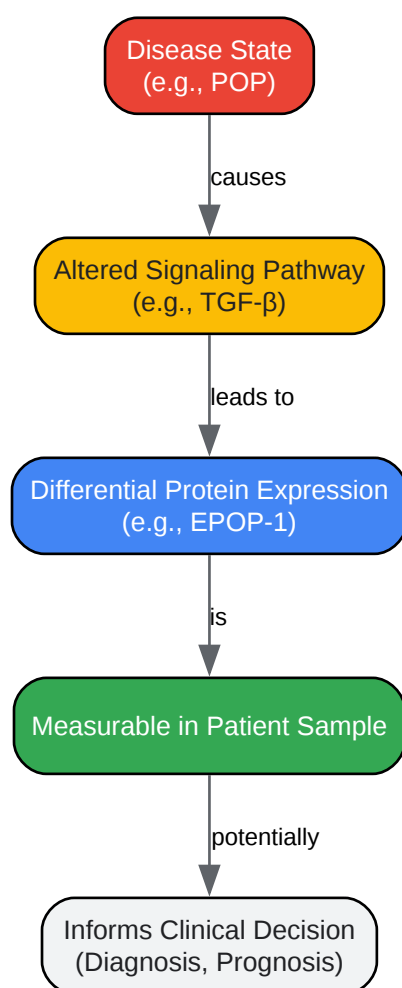 Disease State
(e.g., POP)
causes
Altered Signaling Pathway
(e.g., TGF-β)
leads to
Differential Protein Expression
(e.g., EPOP-1)
is
Measurable in Patient Sample
potentially
Informs Clinical Decision
(Diagnosis, Prognosis)